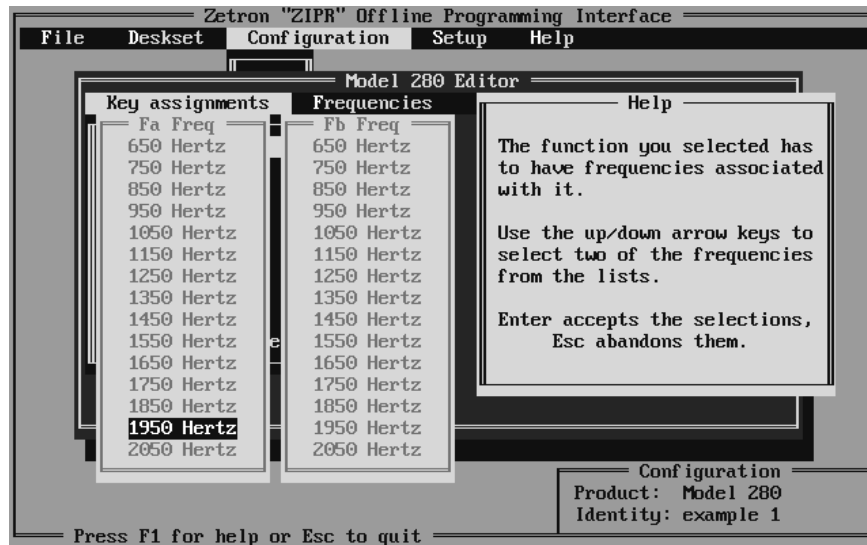 Zetron "ZIPR" Offline Programming Interface
File Deskset Configuration Setup Help
Model 280 Editor
Key assignments Frequencies
Fa Freq
650 Hertz
750 Hertz
850 Hertz
950 Hertz
1050 Hertz
1150 Hertz
1250 Hertz
1350 Hertz
1450 Hertz
1550 Hertz
1650 Hertz
1750 Hertz
1850 Hertz
1950 Hertz
2050 Hertz
e
Fb Freq
650 Hertz
750 Hertz
850 Hertz
950 Hertz
1050 Hertz
1150 Hertz
1250 Hertz
1350 Hertz
1450 Hertz
1550 Hertz
1650 Hertz
1750 Hertz
1850 Hertz
1950 Hertz
2050 Hertz
Help
The function you selected has
to have frequencies associated
with it.
Use the up/down arrow keys to
select two of the frequencies
from the lists.
Enter accepts the selections,
Esc abandons them.
Configuration
Product: Model 280
Identity: example 1
Press F1 for help or Esc to quit